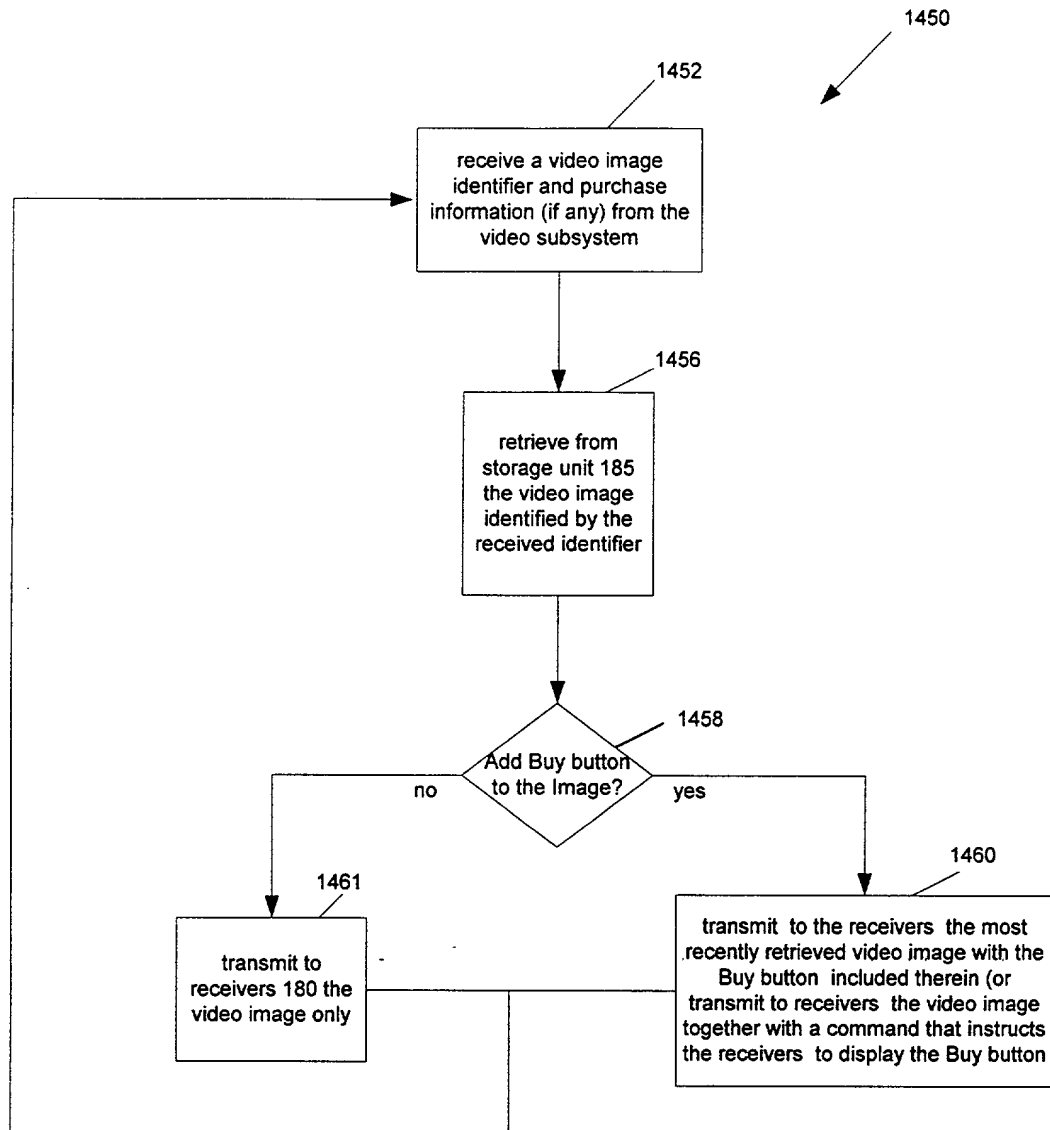 1450
1452
receive a video image
identifier and purchase
information (if any) from the
video subsystem
1456
retrieve from
storage unit 185
the video image
identified by the
received identifier
1458
Add Buy button
to the Image?
no
yes
1461
transmit to
receivers 180 the
video image only
1460
transmit to the receivers the most
recently retrieved video image with the
Buy button included therein (or
transmit to receivers the video image
together with a command that instructs
the receivers to display the Buy button